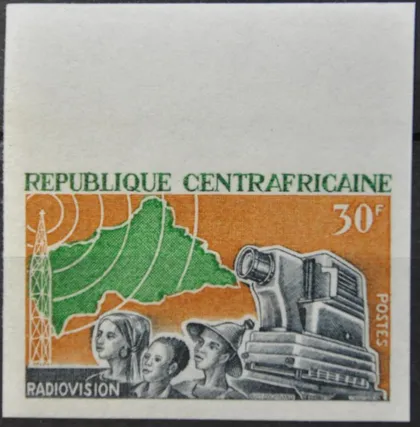 REPUBLIQUE CENTRAFRICAINE
30F
POSTES
RADIOVISION